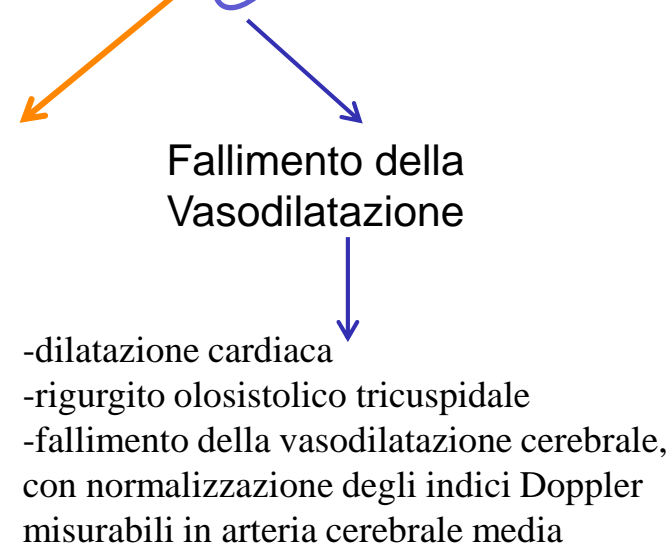 Fallimento della
Vasodilatazione
-dilatazione cardiaca
-rigurgito olosistolico tricuspidale
-fallimento della vasodilatazione cerebrale,
con normalizzazione degli indici Doppler
misurabili in arteria cerebrale media